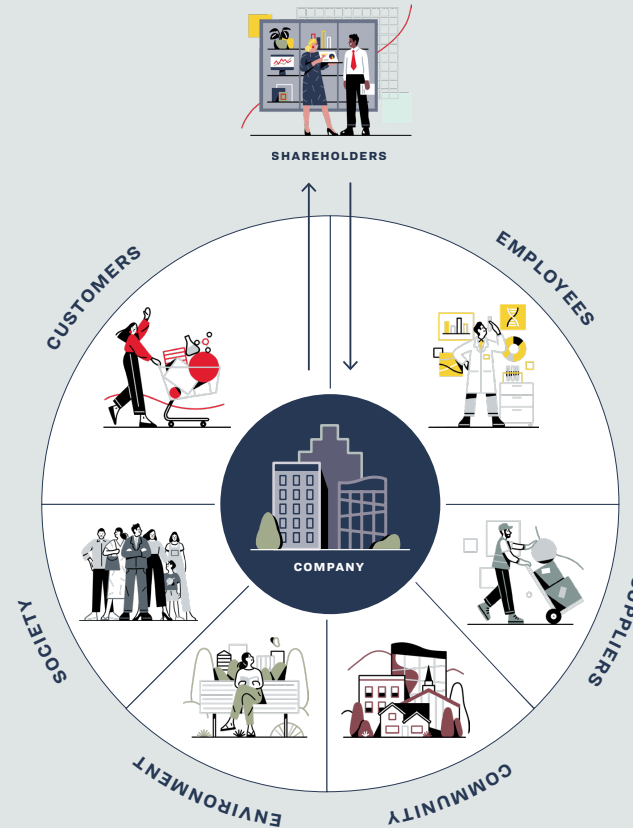 SHAREHOLDERS
CUSTOMERS
EMPLOYEES
COMPANY
SOCIETY
SUPPLIERS
ENVIRONMENT
COMMUNITY